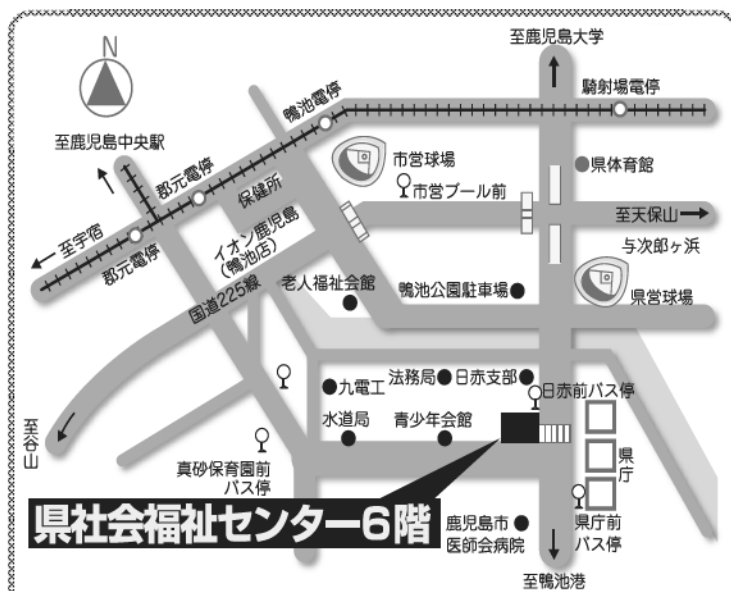 至鹿児島大学
N
騎射場電停
鴨池電停
至鹿児島中央駅
市営球場
県体育館
郡元電停
保健所
市営プール前
イオン鹿児島
(鴨池店)
至天保山
至宇宿
郡元電停
与次郎ヶ浜
国道225線
老人福祉会館
鴨池公園駐車場
県営球場
九電工
法務局
日赤支部
日赤前バス停
至谷山
水道局
青少年会館
県庁
真砂保育園前
バス停
県社会福祉センター6階
鹿児島市
医師会病院
県庁前
バス停
至鴨池港